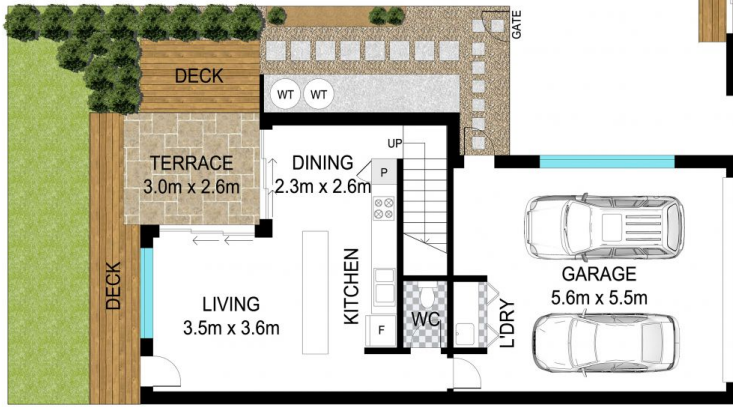 GATE
DECK
WT WT
UP
TERRACE
3.0m x 2.6m
DINING
2.3m x 2.6m
P
KITCHEN
DECK
LIVING
3.5m x 3.6m
F
WC
L'DRY
GARAGE
5.6m x 5.5m